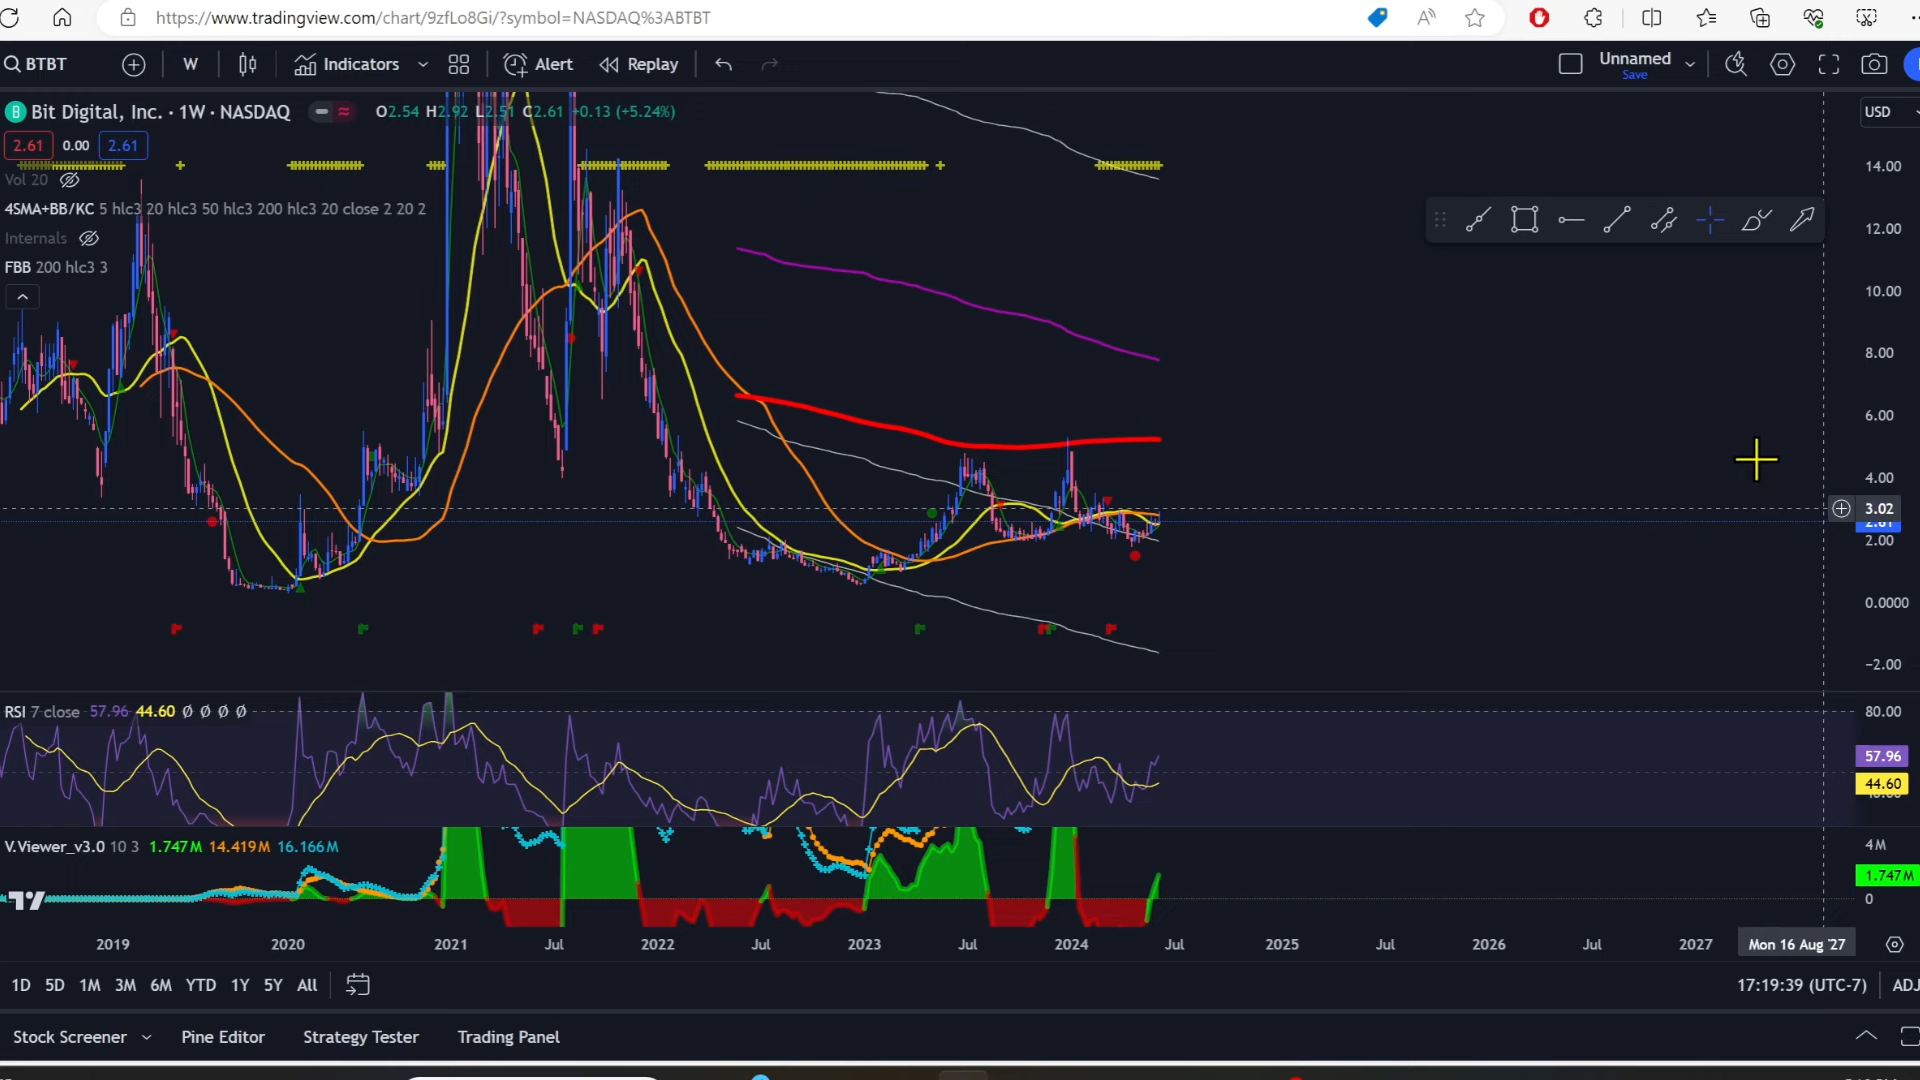 https://www.tradingview.com/chart/9zfLo8Gi/?symbol=NASDAQ%3ABTBT
BTBT W Indicators Alert Replay Unnamed
Save
B Bit Digital, Inc. · 1W · NASDAQ O2.54 H2.92 L2.51 C2.61 +0.13 (+5.24%) USD
2.61 0.00 2.61
Vol 20
4SMA+BB/KC 5 hlc3 20 hlc3 50 hlc3 200 hlc3 20 close 2 20 2
Internals
FBB 200 hlc3 3
14.00
12.00
10.00
8.00
6.00
4.00
3.02
2.61
2.00
0.0000
−2.00
RSI 7 close 57.96 44.60 Ø Ø Ø Ø 80.00
57.96
44.60
V.Viewer_v3.0 10 3 1.747M 14.419M 16.166M 4M
1.747M
0
2019 2020 2021 Jul 2022 Jul 2023 Jul 2024 Jul 2025 Jul 2026 Jul 2027 Mon 16 Aug '27
1D 5D 1M 3M 6M YTD 1Y 5Y All 17:19:39 (UTC-7) ADJ
Stock Screener Pine Editor Strategy Tester Trading Panel